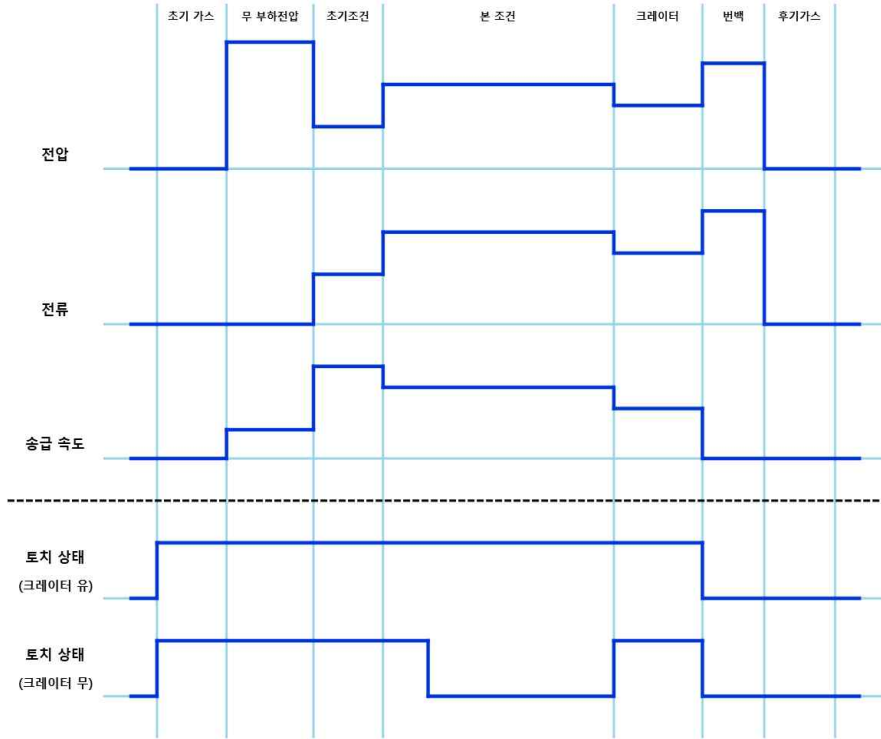 초기 가스
무 부하전압
초기조건
본 조건
크레이터
번백
후기가스
전압
전류
송급 속도
토치 상태
(크레이터 유)
토치 상태
(크레이터 무)